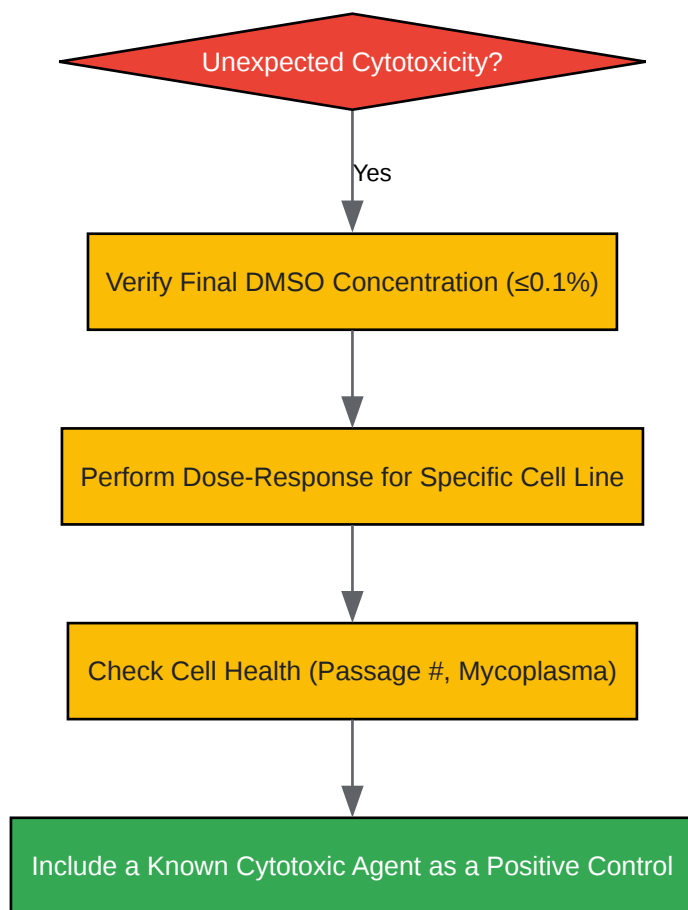 Unexpected Cytotoxicity?
Yes
Verify Final DMSO Concentration (≤0.1%)
Perform Dose-Response for Specific Cell Line
Check Cell Health (Passage #, Mycoplasma)
Include a Known Cytotoxic Agent as a Positive Control